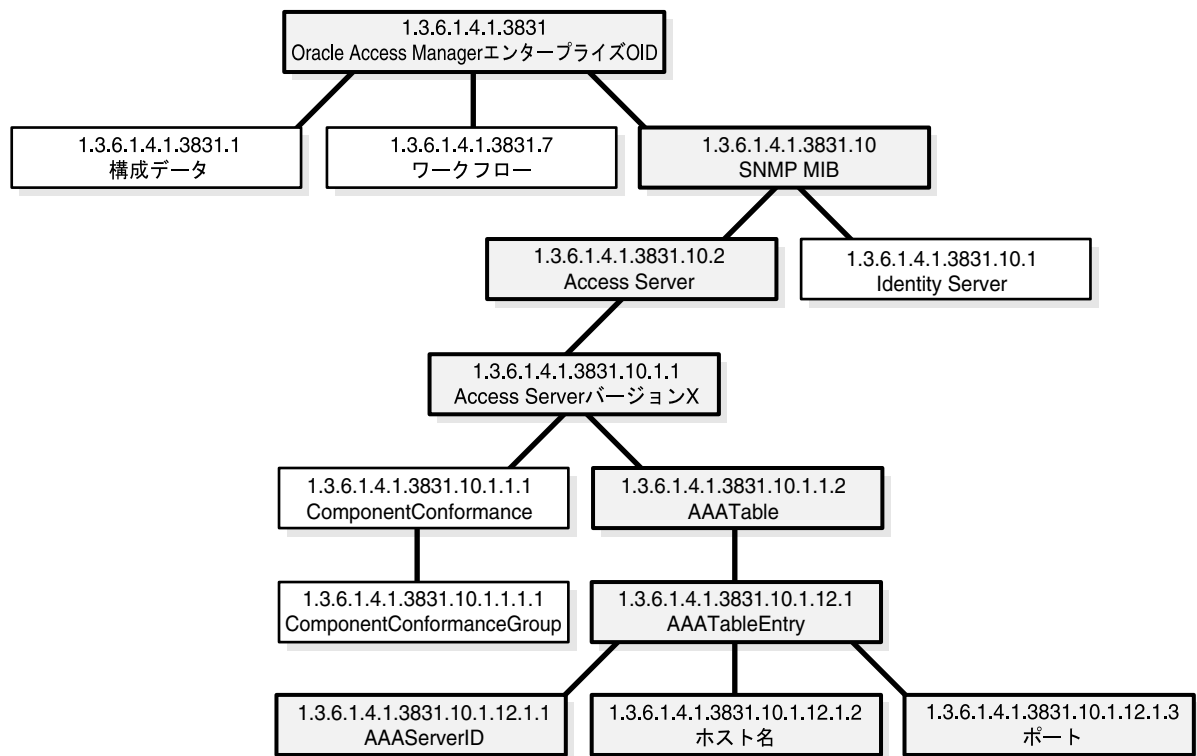 1.3.6.1.4.1.3831
Oracle Access ManagerエンタープライズOID
1.3.6.1.4.1.3831.1
構成データ
1.3.6.1.4.1.3831.7
ワークフロー
1.3.6.1.4.1.3831.10
SNMP MIB
1.3.6.1.4.1.3831.10.2
Access Server
1.3.6.1.4.1.3831.10.1
Identity Server
1.3.6.1.4.1.3831.10.1.1
Access ServerバージョンX
1.3.6.1.4.1.3831.10.1.1.1
ComponentConformance
1.3.6.1.4.1.3831.10.1.1.2
AAATable
1.3.6.1.4.1.3831.10.1.1.1.1
ComponentConformanceGroup
1.3.6.1.4.1.3831.10.1.12.1
AAATableEntry
1.3.6.1.4.1.3831.10.1.12.1.1
AAAServerID
1.3.6.1.4.1.3831.10.1.12.1.2
ホスト名
1.3.6.1.4.1.3831.10.1.12.1.3
ポート